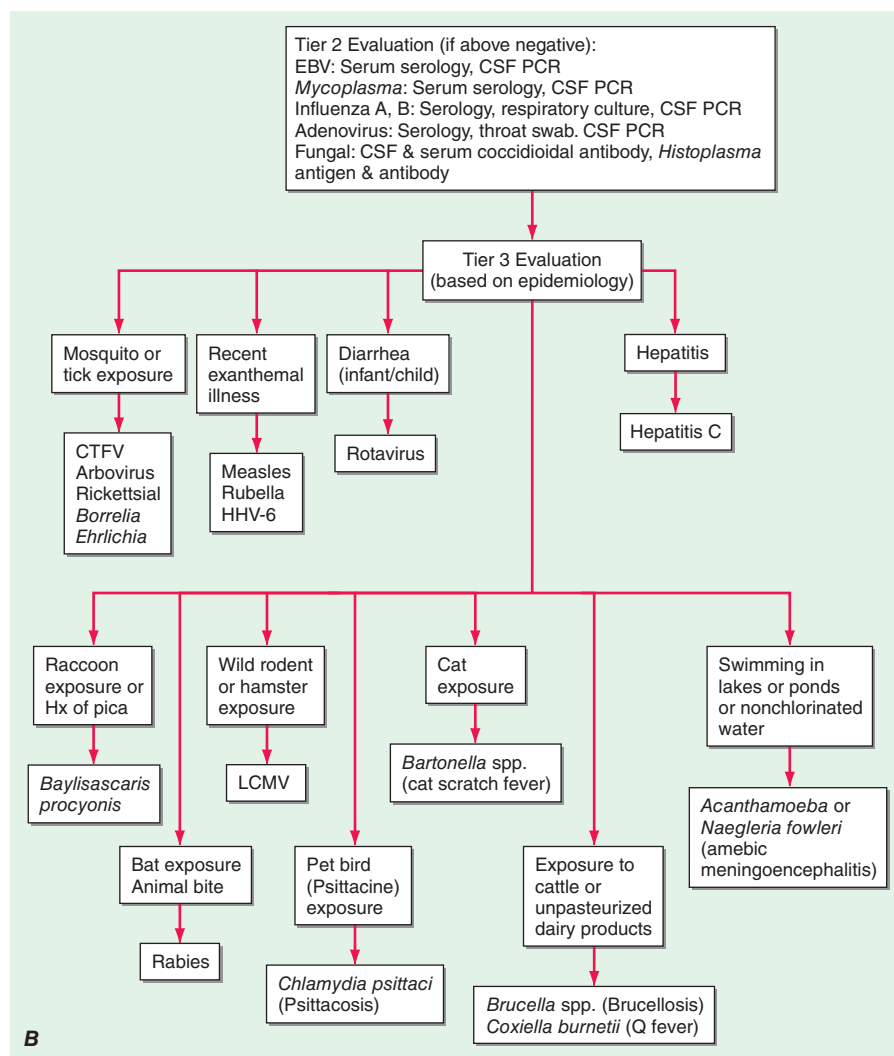 Tier 2 Evaluation (if above negative):
EBV: Serum serology, CSF PCR
Mycoplasma: Serum serology, CSF PCR
Influenza A, B: Serology, respiratory culture, CSF PCR
Adenovirus: Serology, throat swab. CSF PCR
Fungal: CSF & serum coccidioidal antibody, Histoplasma
antigen & antibody
Tier 3 Evaluation
(based on epidemiology)
Mosquito or
tick exposure
Recent
exanthemal
illness
Diarrhea
(infant/child)
Hepatitis
CTFV
Arbovirus
Rickettsial
Borrelia
Ehrlichia
Measles
Rubella
HHV-6
Rotavirus
Hepatitis C
Raccoon
exposure or
Hx of pica
Wild rodent
or hamster
exposure
Cat
exposure
Swimming in
lakes or ponds
or nonchlorinated
water
Baylisascaris
procyonis
LCMV
Bartonella spp.
(cat scratch fever)
Acanthamoeba or
Naegleria fowleri
(amebic
meningoencephalitis)
Bat exposure
Animal bite
Pet bird
(Psittacine)
exposure
Exposure to
cattle or
unpasteurized
dairy products
Rabies
Chlamydia psittaci
(Psittacosis)
Brucella spp. (Brucellosis)
Coxiella burnetii (Q fever)
B